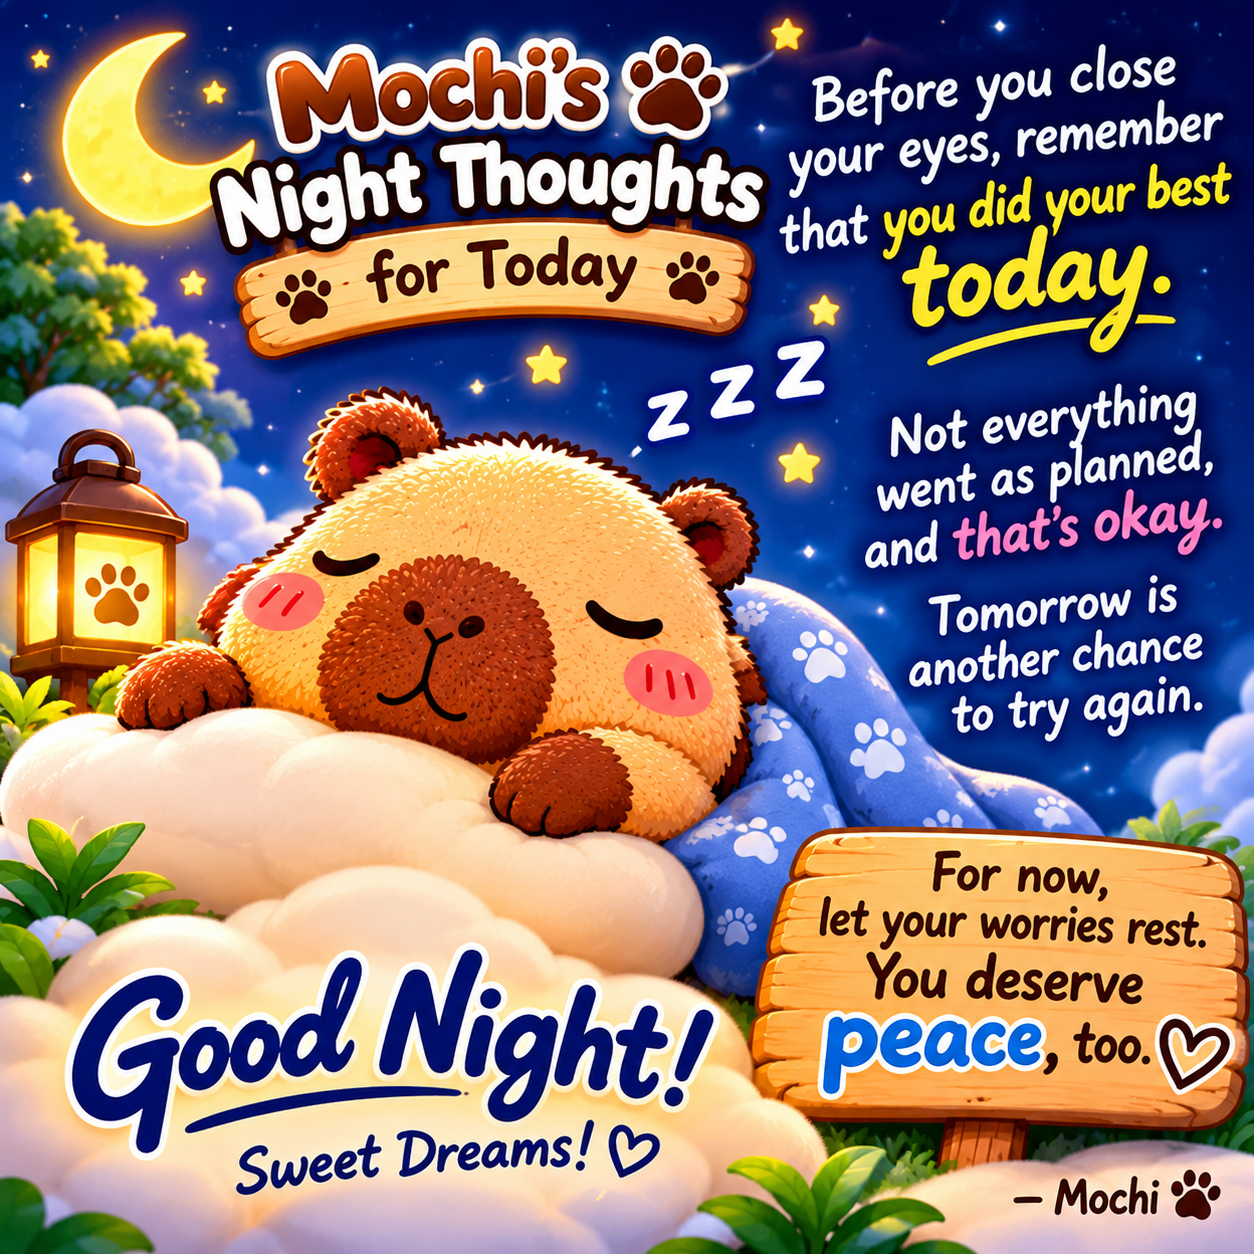 Mochi's
Night Thoughts
for Today
Before you close
your eyes, remember
that you did your best
today.
z z z
Not everything
went as planned,
and that's okay.
Tomorrow is
another chance
to try again.
For now,
let your worries rest.
You deserve
peace, too.
Good Night!
Sweet Dreams!
– Mochi